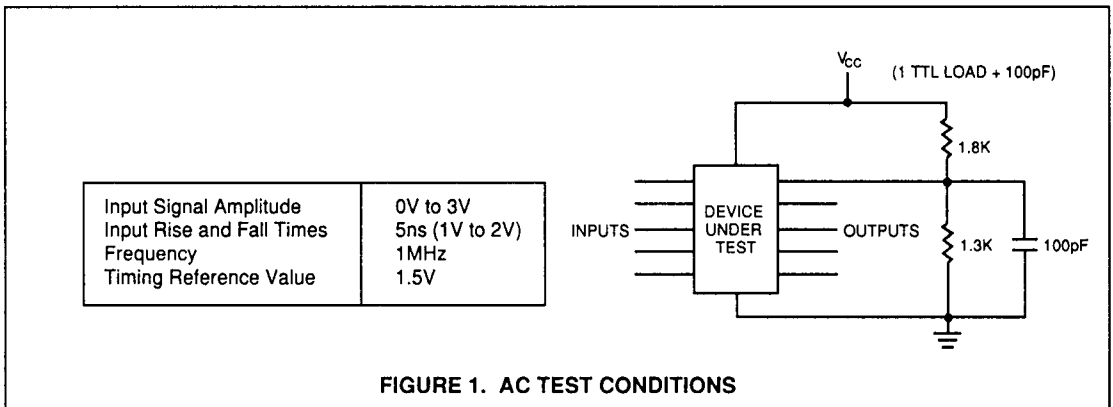 Input Signal Amplitude 0V to 3V
Input Rise and Fall Times 5ns (1V to 2V)
Frequency 1MHz
Timing Reference Value 1.5V
VCC
(1 TTL LOAD + 100pF)
1.8K
INPUTS
DEVICE
UNDER
TEST
OUTPUTS
1.3K
100pF
FIGURE 1. AC TEST CONDITIONS